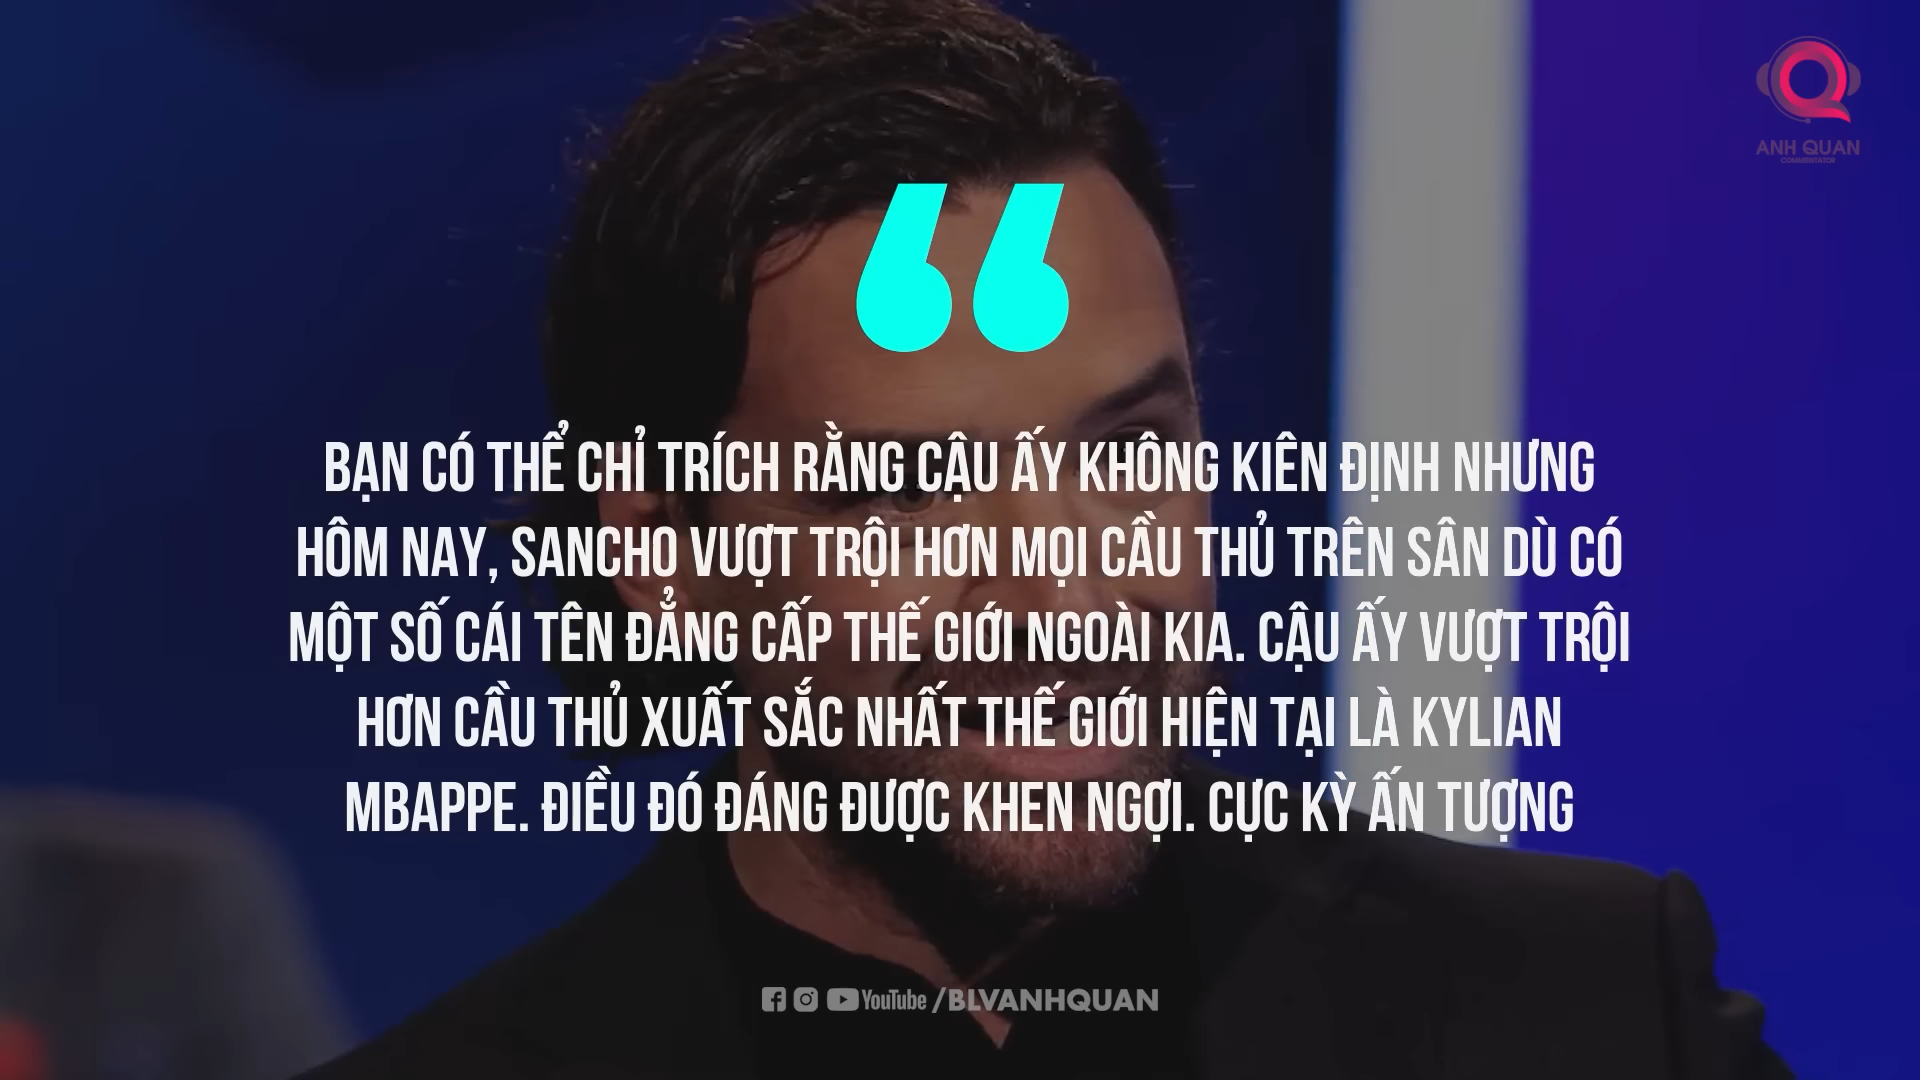 ANH QUAN
COMMENTATOR
“
BẠN CÓ THỂ CHỈ TRÍCH RẰNG CẬU ẤY KHÔNG KIÊN ĐỊNH NHƯNG
HÔM NAY, SANCHO VƯỢT TRỘI HƠN MỌI CẦU THỦ TRÊN SÂN DÙ CÓ
MỘT SỐ CÁI TÊN ĐẲNG CẤP THẾ GIỚI NGOÀI KIA. CẬU ẤY VƯỢT TRỘI
HƠN CẦU THỦ XUẤT SẮC NHẤT THẾ GIỚI HIỆN TẠI LÀ KYLIAN
MBAPPE. ĐIỀU ĐÓ ĐÁNG ĐƯỢC KHEN NGỢI. CỰC KỲ ẤN TƯỢNG
YouTube /BLVANHQUAN